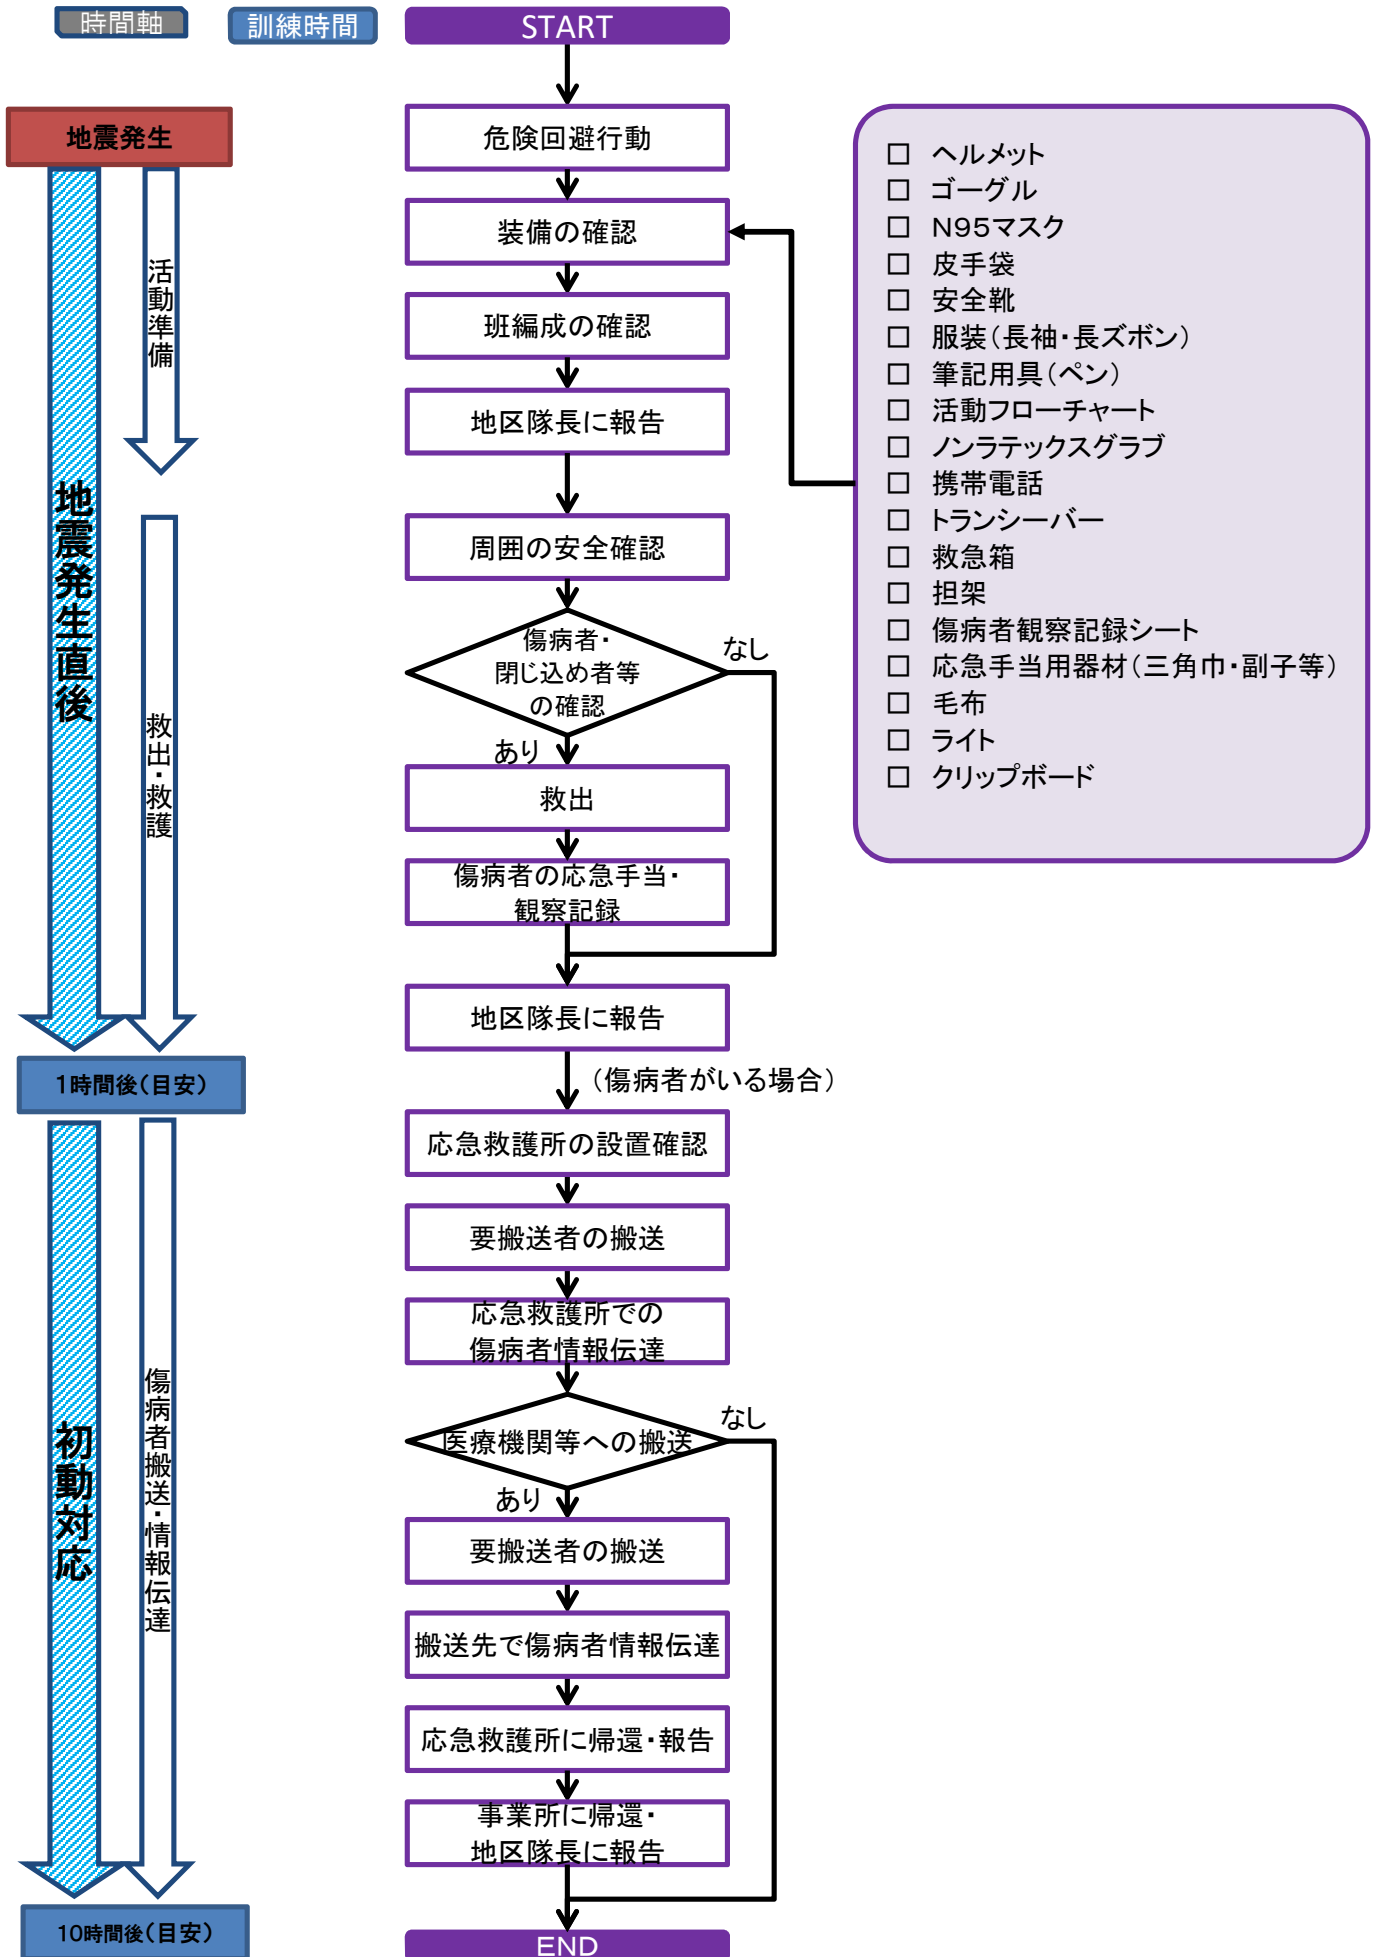 時間軸
訓練時間
START
地震発生
危険回避行動
装備の確認
班編成の確認
地区隊長に報告
周囲の安全確認
傷病者・
閉じ込め者等
の確認
なし
あり
救出
傷病者の応急手当・
観察記録
地区隊長に報告
(傷病者がいる場合)
応急救護所の設置確認
要搬送者の搬送
応急救護所での
傷病者情報伝達
医療機関等への搬送
なし
あり
要搬送者の搬送
搬送先で傷病者情報伝達
応急救護所に帰還・報告
事業所に帰還・
地区隊長に報告
END
活動準備
地震発生直後
救出・救護
1時間後(目安)
初動対応
傷病者搬送・情報伝達
10時間後(目安)
□ ヘルメット
□ ゴーグル
□ N95マスク
□ 皮手袋
□ 安全靴
□ 服装(長袖・長ズボン)
□ 筆記用具(ペン)
□ 活動フローチャート
□ ノンラテックスグラブ
□ 携帯電話
□ トランシーバー
□ 救急箱
□ 担架
□ 傷病者観察記録シート
□ 応急手当用器材(三角巾・副子等)
□ 毛布
□ ライト
□ クリップボード